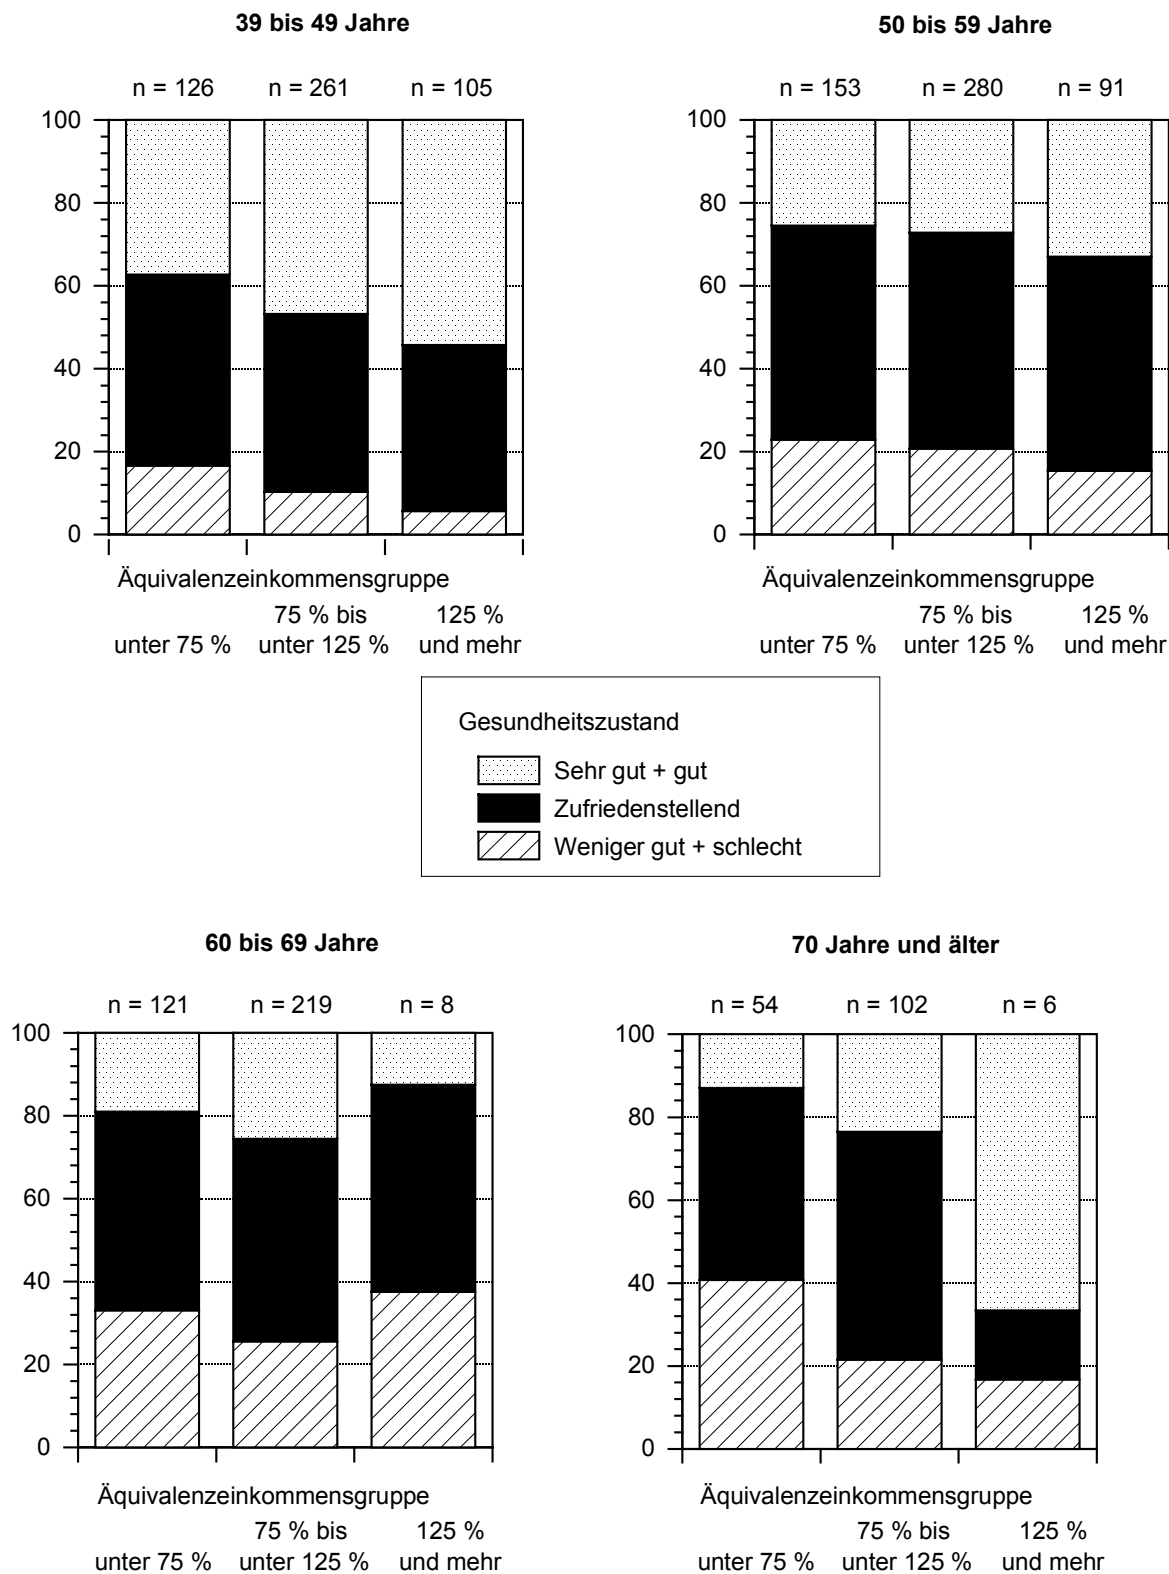 39 bis 49 Jahre
n = 126 n = 261 n = 105
100
80
60
40
20
0
Äquivalenzeinkommensgruppe
75 % bis 125 %
unter 75 % unter 125 % und mehr
50 bis 59 Jahre
n = 153 n = 280 n = 91
100
80
60
40
20
0
Äquivalenzeinkommensgruppe
75 % bis 125 %
unter 75 % unter 125 % und mehr
Gesundheitszustand
Sehr gut + gut
Zufriedenstellend
Weniger gut + schlecht
60 bis 69 Jahre
n = 121 n = 219 n = 8
100
80
60
40
20
0
Äquivalenzeinkommensgruppe
75 % bis 125 %
unter 75 % unter 125 % und mehr
70 Jahre und älter
n = 54 n = 102 n = 6
100
80
60
40
20
0
Äquivalenzeinkommensgruppe
75 % bis 125 %
unter 75 % unter 125 % und mehr